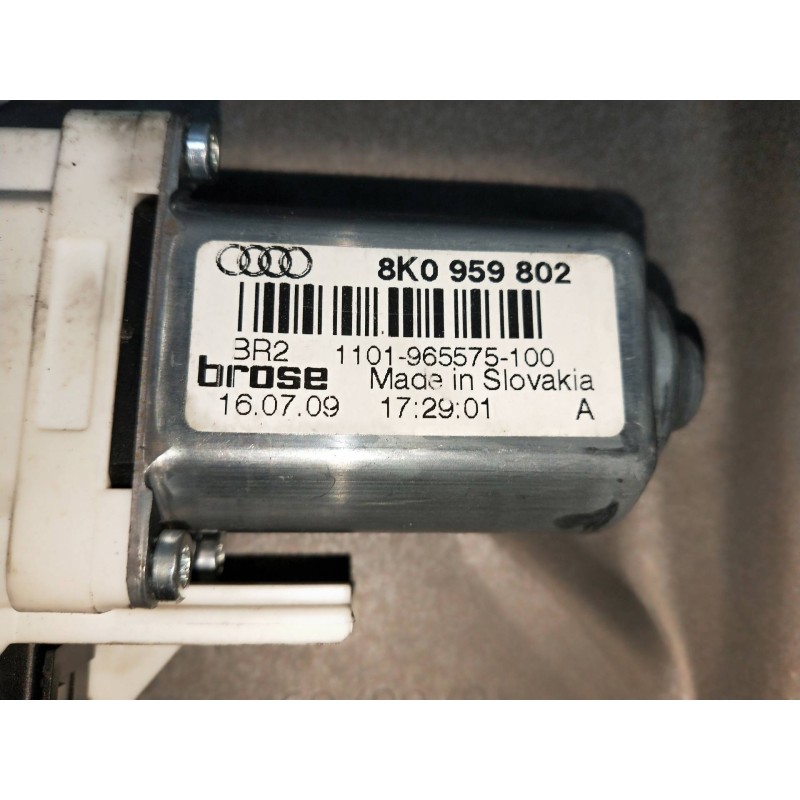 8K0 959 802
BR2 1101-965575-100
brose Made in Slovakia
16.07.09 17:29:01 A